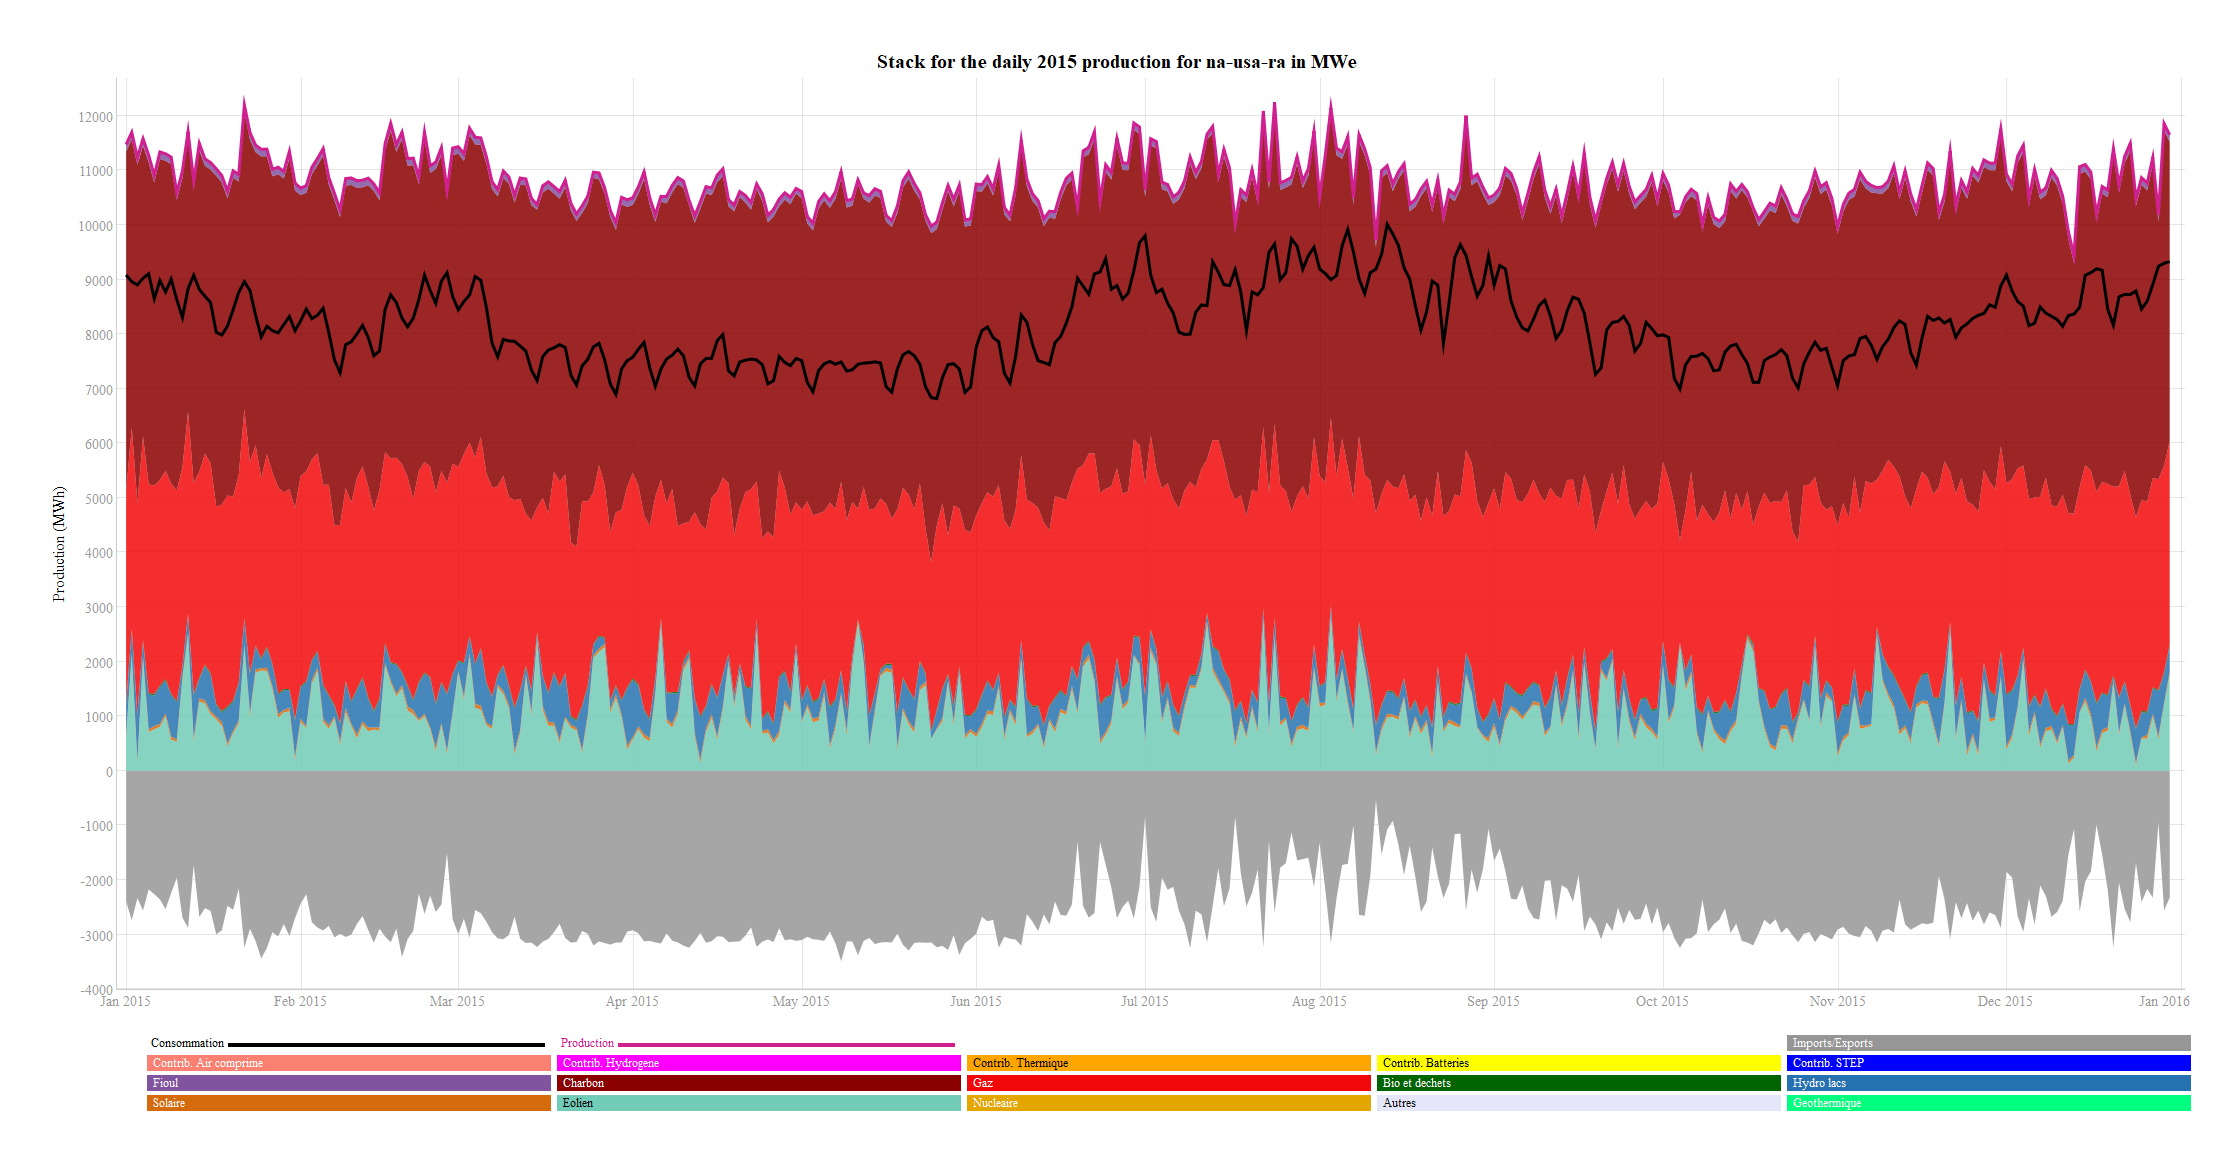 Stack for the daily 2015 production for na-usa-ra in MWe
Production (MWh)
12000
11000
10000
9000
8000
7000
6000
5000
4000
3000
2000
1000
0
-1000
-2000
-3000
-4000
Jan 2015 Feb 2015 Mar 2015 Apr 2015 May 2015 Jun 2015 Jul 2015 Aug 2015 Sep 2015 Oct 2015 Nov 2015 Dec 2015 Jan 2016
Consommation Production Imports/Exports
Contrib. Air comprime Contrib. Hydrogene Contrib. Thermique Contrib. Batteries Contrib. STEP
Fioul Charbon Gaz Bio et dechets Hydro lacs
Solaire Eolien Nucleaire Autres Geothermique